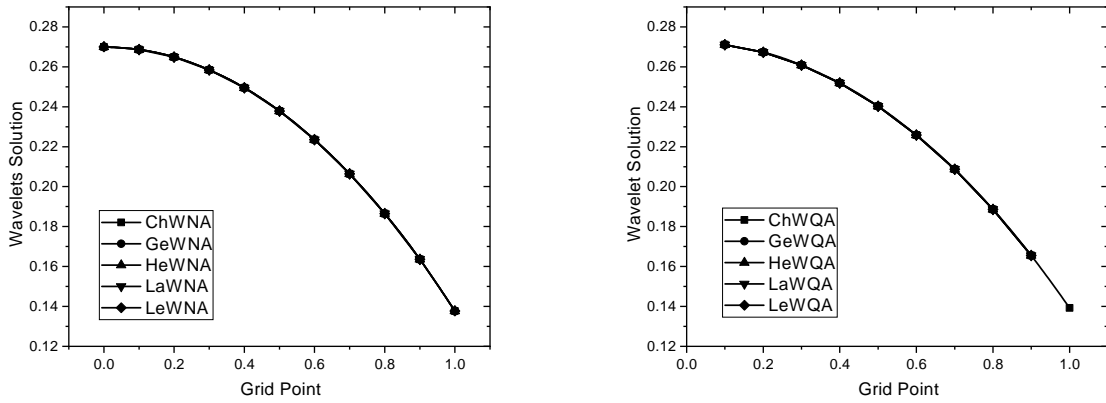 0.28
0.26
0.24
0.22
0.20
0.18
0.16
0.14
0.12
Wavelets Solution
ChWNA
GeWNA
HeWNA
LaWNA
LeWNA
0.0 0.2 0.4 0.6 0.8 1.0
Grid Point
0.28
0.26
0.24
0.22
0.20
0.18
0.16
0.14
0.12
Wavelet Solution
ChWQA
GeWQA
HeWQA
LaWQA
LeWQA
0.0 0.2 0.4 0.6 0.8 1.0
Grid Point